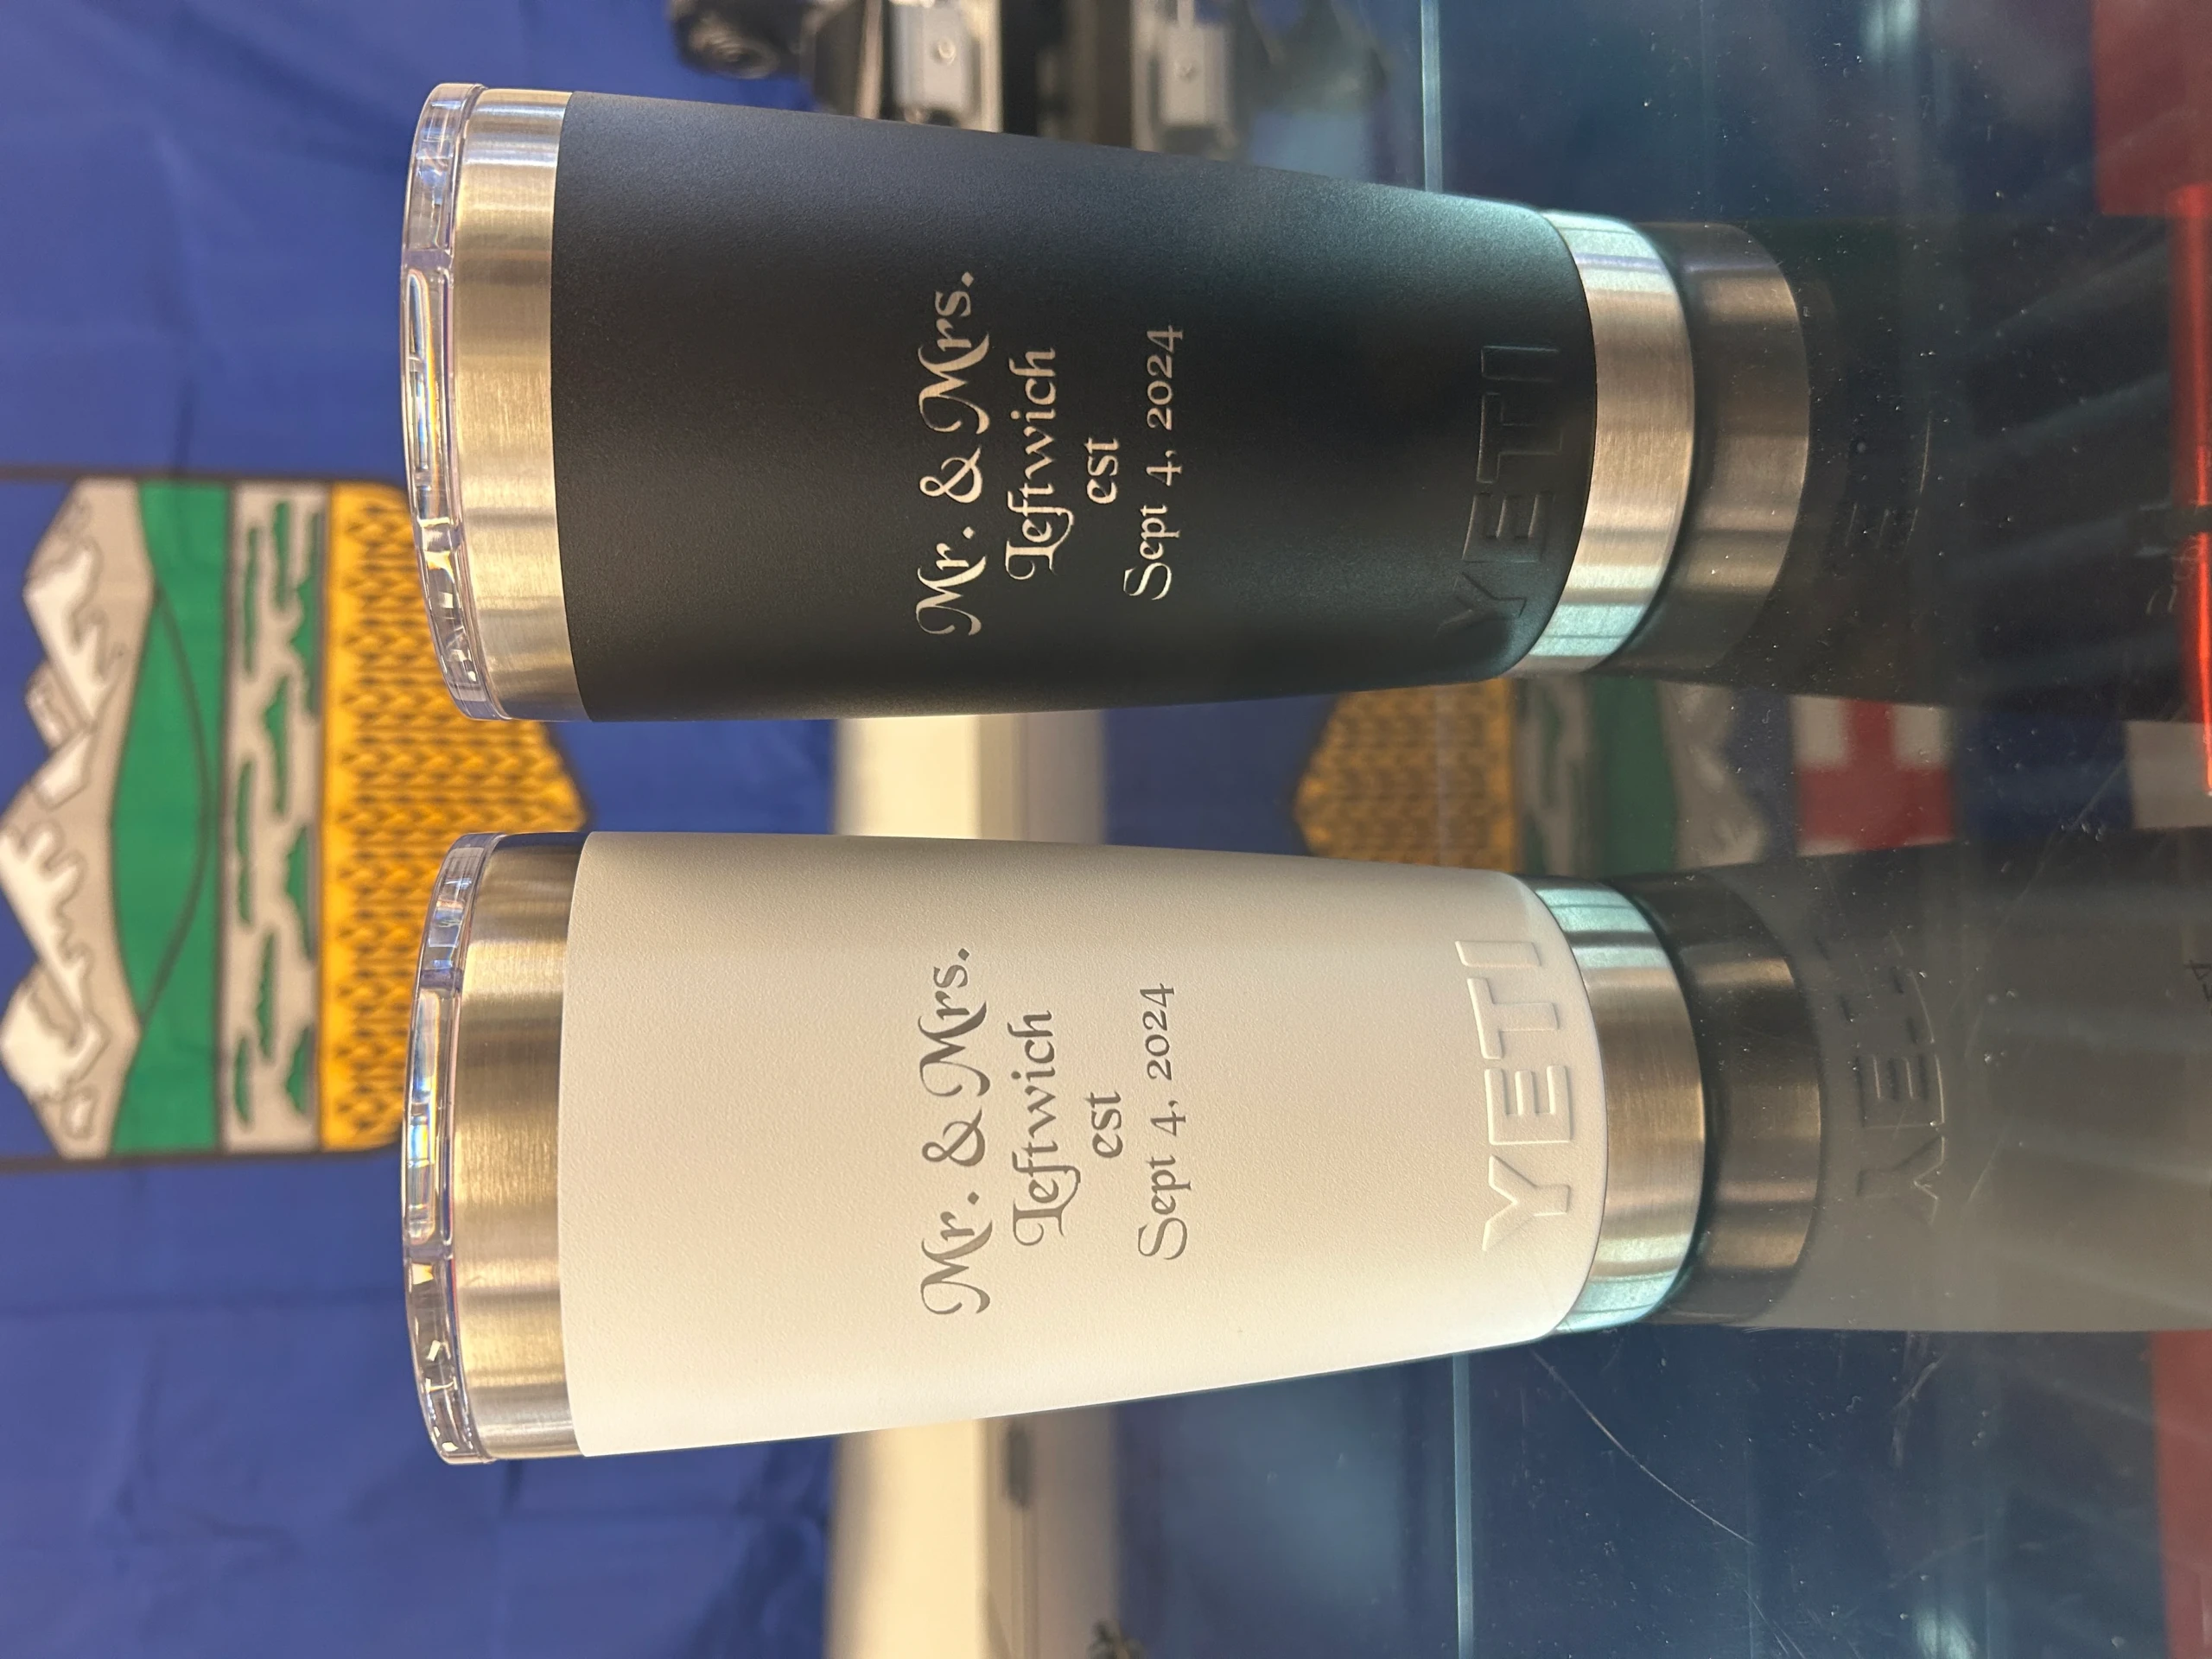 Mr. & Mrs.
Leftwich
est
Sept 4, 2024
YETI
Mr. & Mrs.
Leftwich
est
Sept 4, 2024
YETI